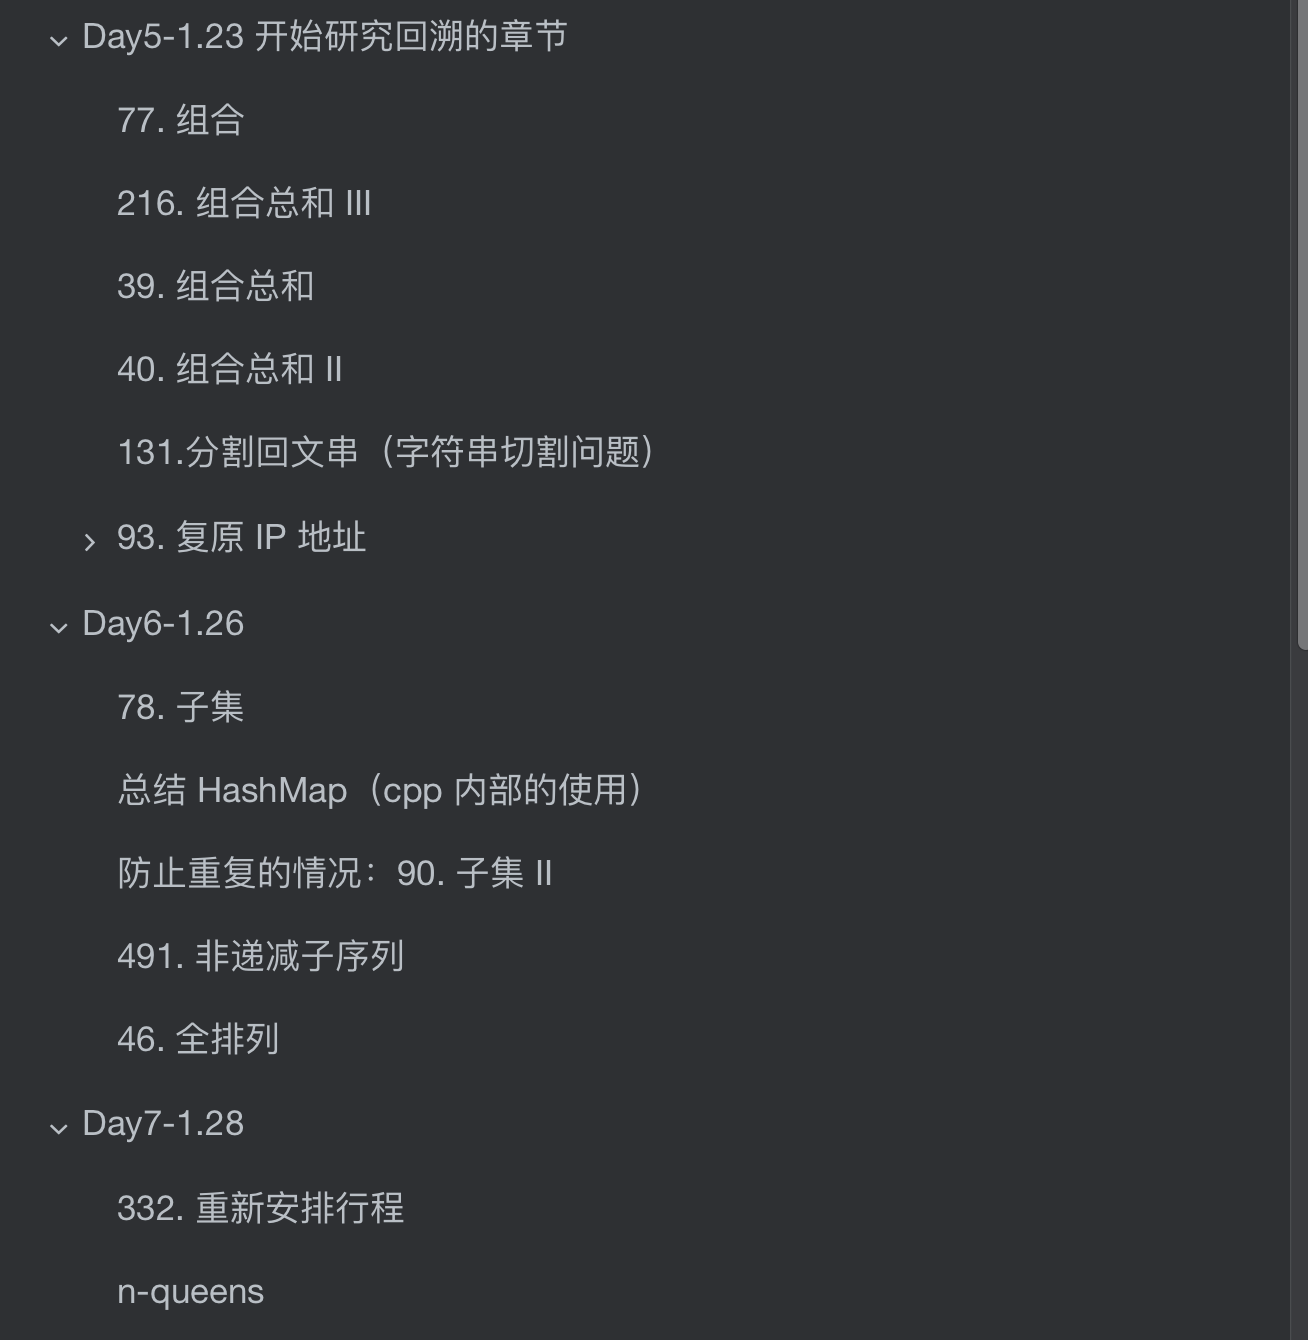 Day5-1.23 开始研究回溯的章节
77. 组合
216. 组合总和 III
39. 组合总和
40. 组合总和 II
131.分割回文串（字符串切割问题）
93. 复原 IP 地址
Day6-1.26
78. 子集
总结 HashMap（cpp 内部的使用）
防止重复的情况：90. 子集 II
491. 非递减子序列
46. 全排列
Day7-1.28
332. 重新安排行程
n-queens